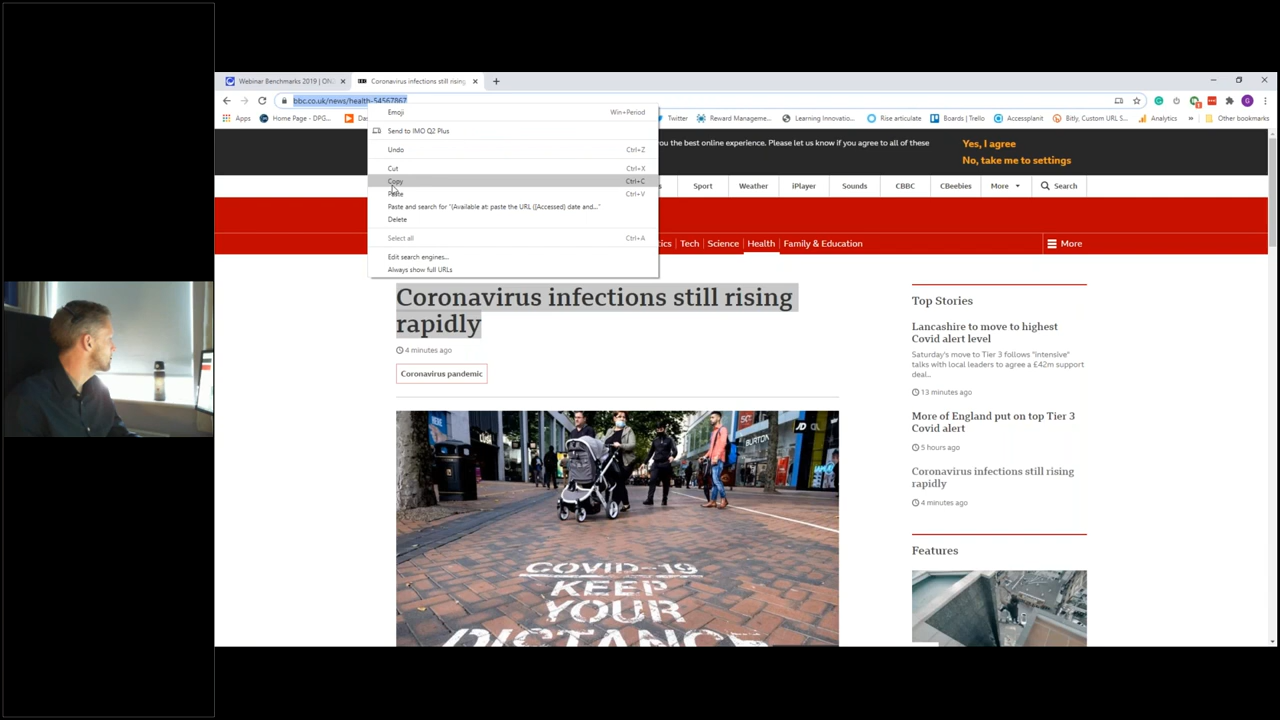 Webinar Benchmarks 2019 | ON
Coronavirus infections still rising
bbc.co.uk/news/health-54567867
Apps
Home Page - DPG...
Twitter
Reward Management...
Learning Innovatio...
Rise articulate
Boards | Trello
Accessplanit
Bitly, Custom URL S...
Analytics
Other bookmarks
Emoji Win+Period
Send to IMO Q2 Plus
Undo Ctrl+Z
Cut Ctrl+X
Copy Ctrl+C
Paste Ctrl+V
Paste and search for "(Available at: paste the URL ([Accessed) date and..."
Delete
Select all Ctrl+A
Edit search engines...
Always show full URLs
you the best online experience. Please let us know if you agree to all of these
Yes, I agree
No, take me to settings
Sport Weather iPlayer Sounds CBBC CBeebies More Search
Tech Science Health Family & Education More
Coronavirus infections still rising
rapidly
4 minutes ago
Coronavirus pandemic
BURTON
COVID-19
KEEP
YOUR
DISTANCE
Top Stories
Lancashire to move to highest
Covid alert level
Saturday's move to Tier 3 follows "intensive"
talks with local leaders to agree a £42m support
deal...
13 minutes ago
More of England put on top Tier 3
Covid alert
5 hours ago
Coronavirus infections still rising
rapidly
4 minutes ago
Features